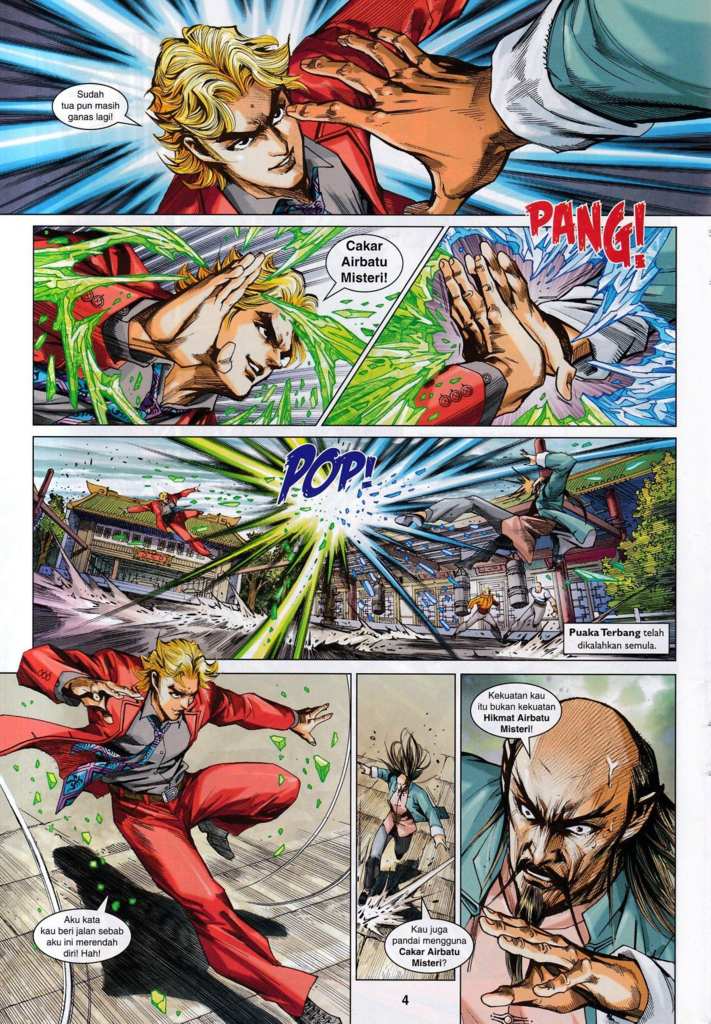 Sudah
tua pun masih
ganas lagi!
PANG!
Cakar
Airbatu
Misteri!
POP!
Puaka Terbang telah
dikalahkan semula.
Aku kata
kau beri jalan sebab
aku ini merendah
diri! Hah!
Kau juga
pandai mengguna
Cakar Airbatu
Misteri?
Kekuatan kau
itu bukan kekuatan
Hikmat Airbatu
Misteri!
4